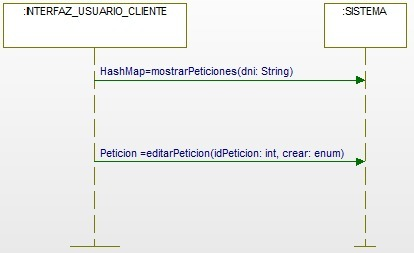 :INTERFAZ_USUARIO_CLIENTE
:SISTEMA
HashMap=mostrarPeticiones(dni: String)
Peticion =editarPeticion(idPeticion: int, crear: enum)